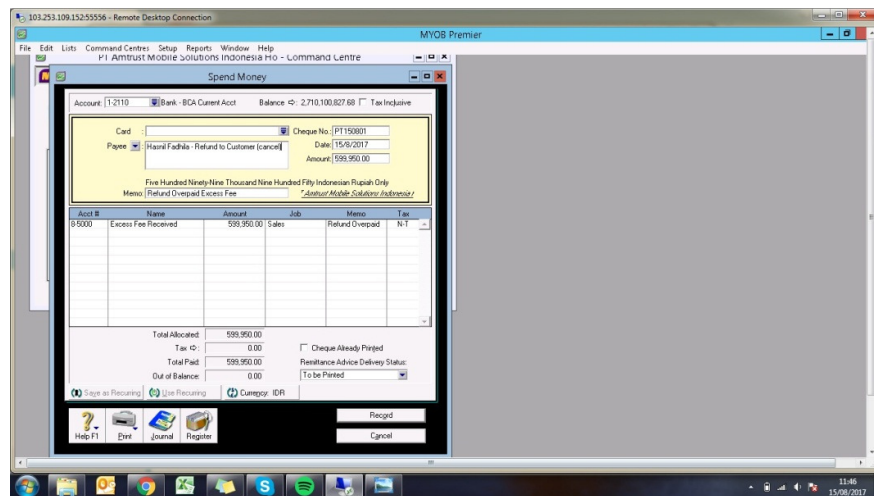 103.253.109.152:55556 - Remote Desktop Connection
MYOB Premier
File Edit Lists Command Centres Setup Reports Window Help
PT Amtrust Mobile Solutions Indonesia Ho - Command Centre
Spend Money
Account: 1-2110 Bank - BCA Current Acct Balance 2,710,100,827.68 Tax Inclusive
Card : Cheque No.: PT150801
Payee : Hasnil Fadhila - Refund to Customer (cancel) Date: 15/8/2017
Amount: 599,950.00
Five Hundred Ninety-Nine Thousand Nine Hundred Fifty Indonesian Rupiah Only
Memo: Refund Overpaid Excess Fee Amtrust Mobile Solutions Indonesia
Acct # Name Amount Job Memo Tax
8-5000 Excess Fee Received 599,950.00 Sales Refund Overpaid N-T
Total Allocated: 599,950.00
Tax : 0.00 Cheque Already Printed
Total Paid: 599,950.00 Remittance Advice Delivery Status:
Out of Balance: 0.00 To be Printed
Save as Recurring Use Recurring Currency: IDR
Record
Help F1 Print Journal Register Cancel
11:46
15/08/2017